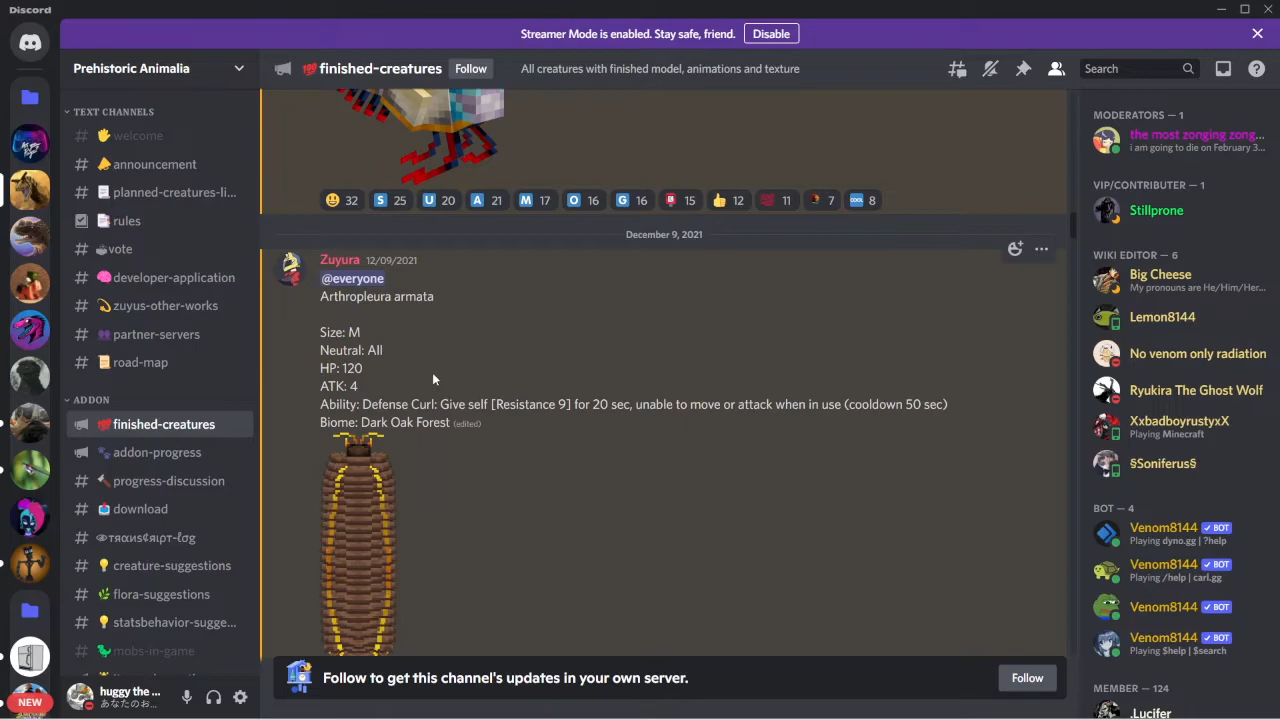 Discord
Streamer Mode is enabled. Stay safe, friend. Disable
Prehistoric Animalia
finished-creatures Follow All creatures with finished model, animations and texture Search
TEXT CHANNELS
welcome
announcement
planned-creatures-li...
rules
vote
developer-application
zuyus-other-works
partner-servers
road-map
ADDON
finished-creatures
addon-progress
progress-discussion
download
creature-suggestions
flora-suggestions
statsbehavior-sugge...
mobs-in-game
NEW
huggy the ...
あなたのお...
32 S 25 U 20 A 21 M 17 O 16 G 16 15 12 11 7 COOL 8
December 9, 2021
Zuyura 12/09/2021
@everyone
Arthropleura armata
Size: M
Neutral: All
HP: 120
ATK: 4
Ability: Defense Curl: Give self [Resistance 9] for 20 sec, unable to move or attack when in use (cooldown 50 sec)
Biome: Dark Oak Forest (edited)
Follow to get this channel's updates in your own server. Follow
MODERATORS — 1
the most zonging zong...
i am going to die on February 3...
VIP/CONTRIBUTER — 1
Stillprone
WIKI EDITOR — 6
Big Cheese
My pronouns are He/Him/Her...
Lemon8144
No venom only radiation
Ryukira The Ghost Wolf
XxbadboyrustyxX
Playing Minecraft
§Soniferus§
BOT — 4
Venom8144 BOT
Playing dyno.gg | ?help
Venom8144 BOT
Playing /help | carl.gg
Venom8144 BOT
Venom8144 BOT
Playing $help | $search
MEMBER — 124
.Lucifer